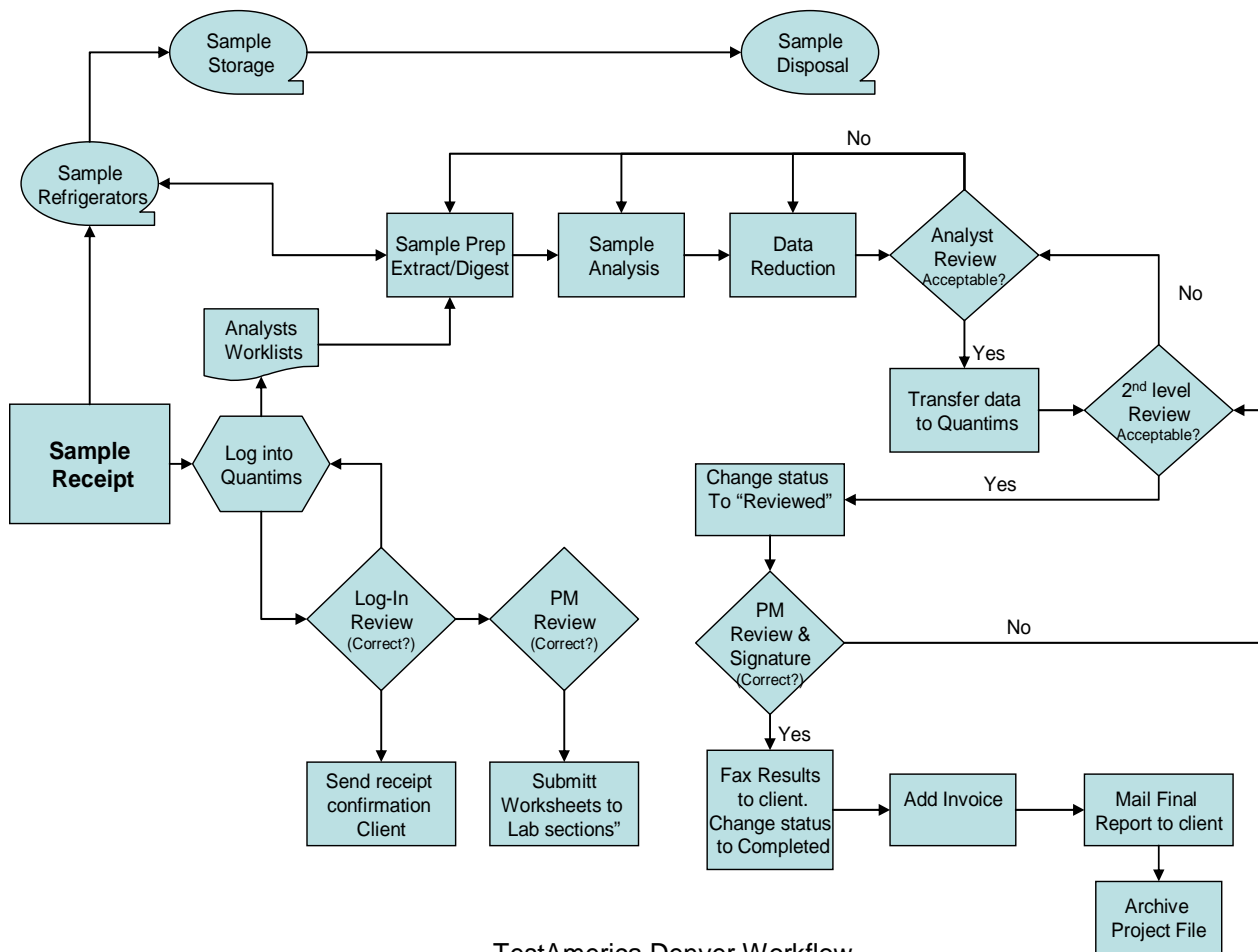 Sample
Storage
Sample
Disposal
No
Sample
Refrigerators
Sample Prep
Extract/Digest
Sample
Analysis
Data
Reduction
Analyst
Review
Acceptable?
No
Analysts
Worklists
Yes
Transfer data
to Quantims
2nd level
Review
Acceptable?
Sample
Receipt
Log into
Quantims
Change status
To “Reviewed”
Yes
Log-In
Review
(Correct?)
PM
Review
(Correct?)
PM
Review &
Signature
(Correct?)
No
Yes
Send receipt
confirmation
Client
Submitt
Worksheets to
Lab sections”
Fax Results
to client.
Change status
to Completed
Add Invoice
Mail Final
Report to client
Archive
Project File
TestAmerica Denver Workflow